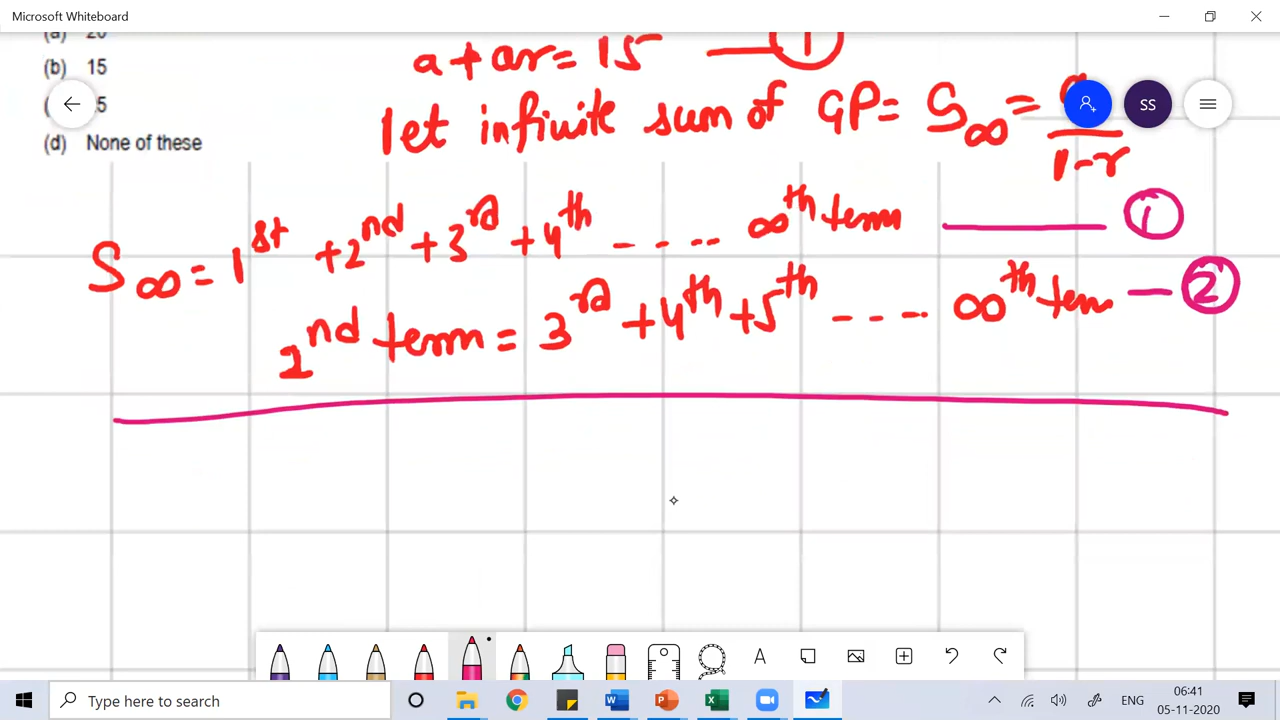 Microsoft Whiteboard
a + ar = 15 — 1
(b) 15
let infinite sum of GP = S∞ =
1-r
SS
(d) None of these
S∞ = 1st + 2nd + 3rd + 4th - - - - ∞th term — 1
2nd term = 3rd + 4th + 5th - - - - ∞th term — 2
A
Type here to search
ENG
06:41
05-11-2020